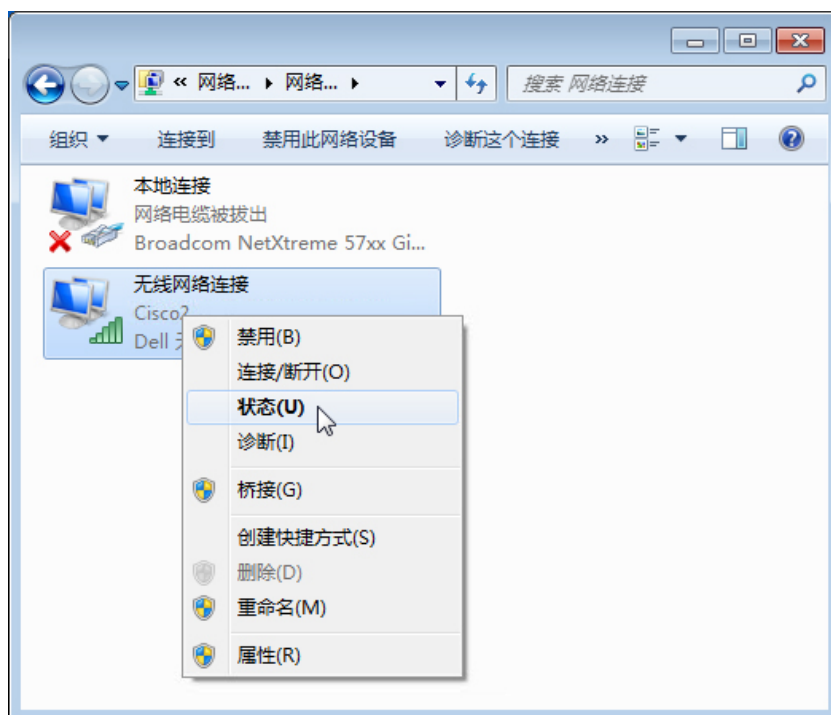 « 网络... ▸ 网络... ▸
搜索 网络连接
组织 连接到 禁用此网络设备 诊断这个连接 »
本地连接
网络电缆被拔出
Broadcom NetXtreme 57xx Gi...
无线网络连接
Cisco2
Dell
禁用(B)
连接/断开(O)
状态(U)
诊断(I)
桥接(G)
创建快捷方式(S)
删除(D)
重命名(M)
属性(R)